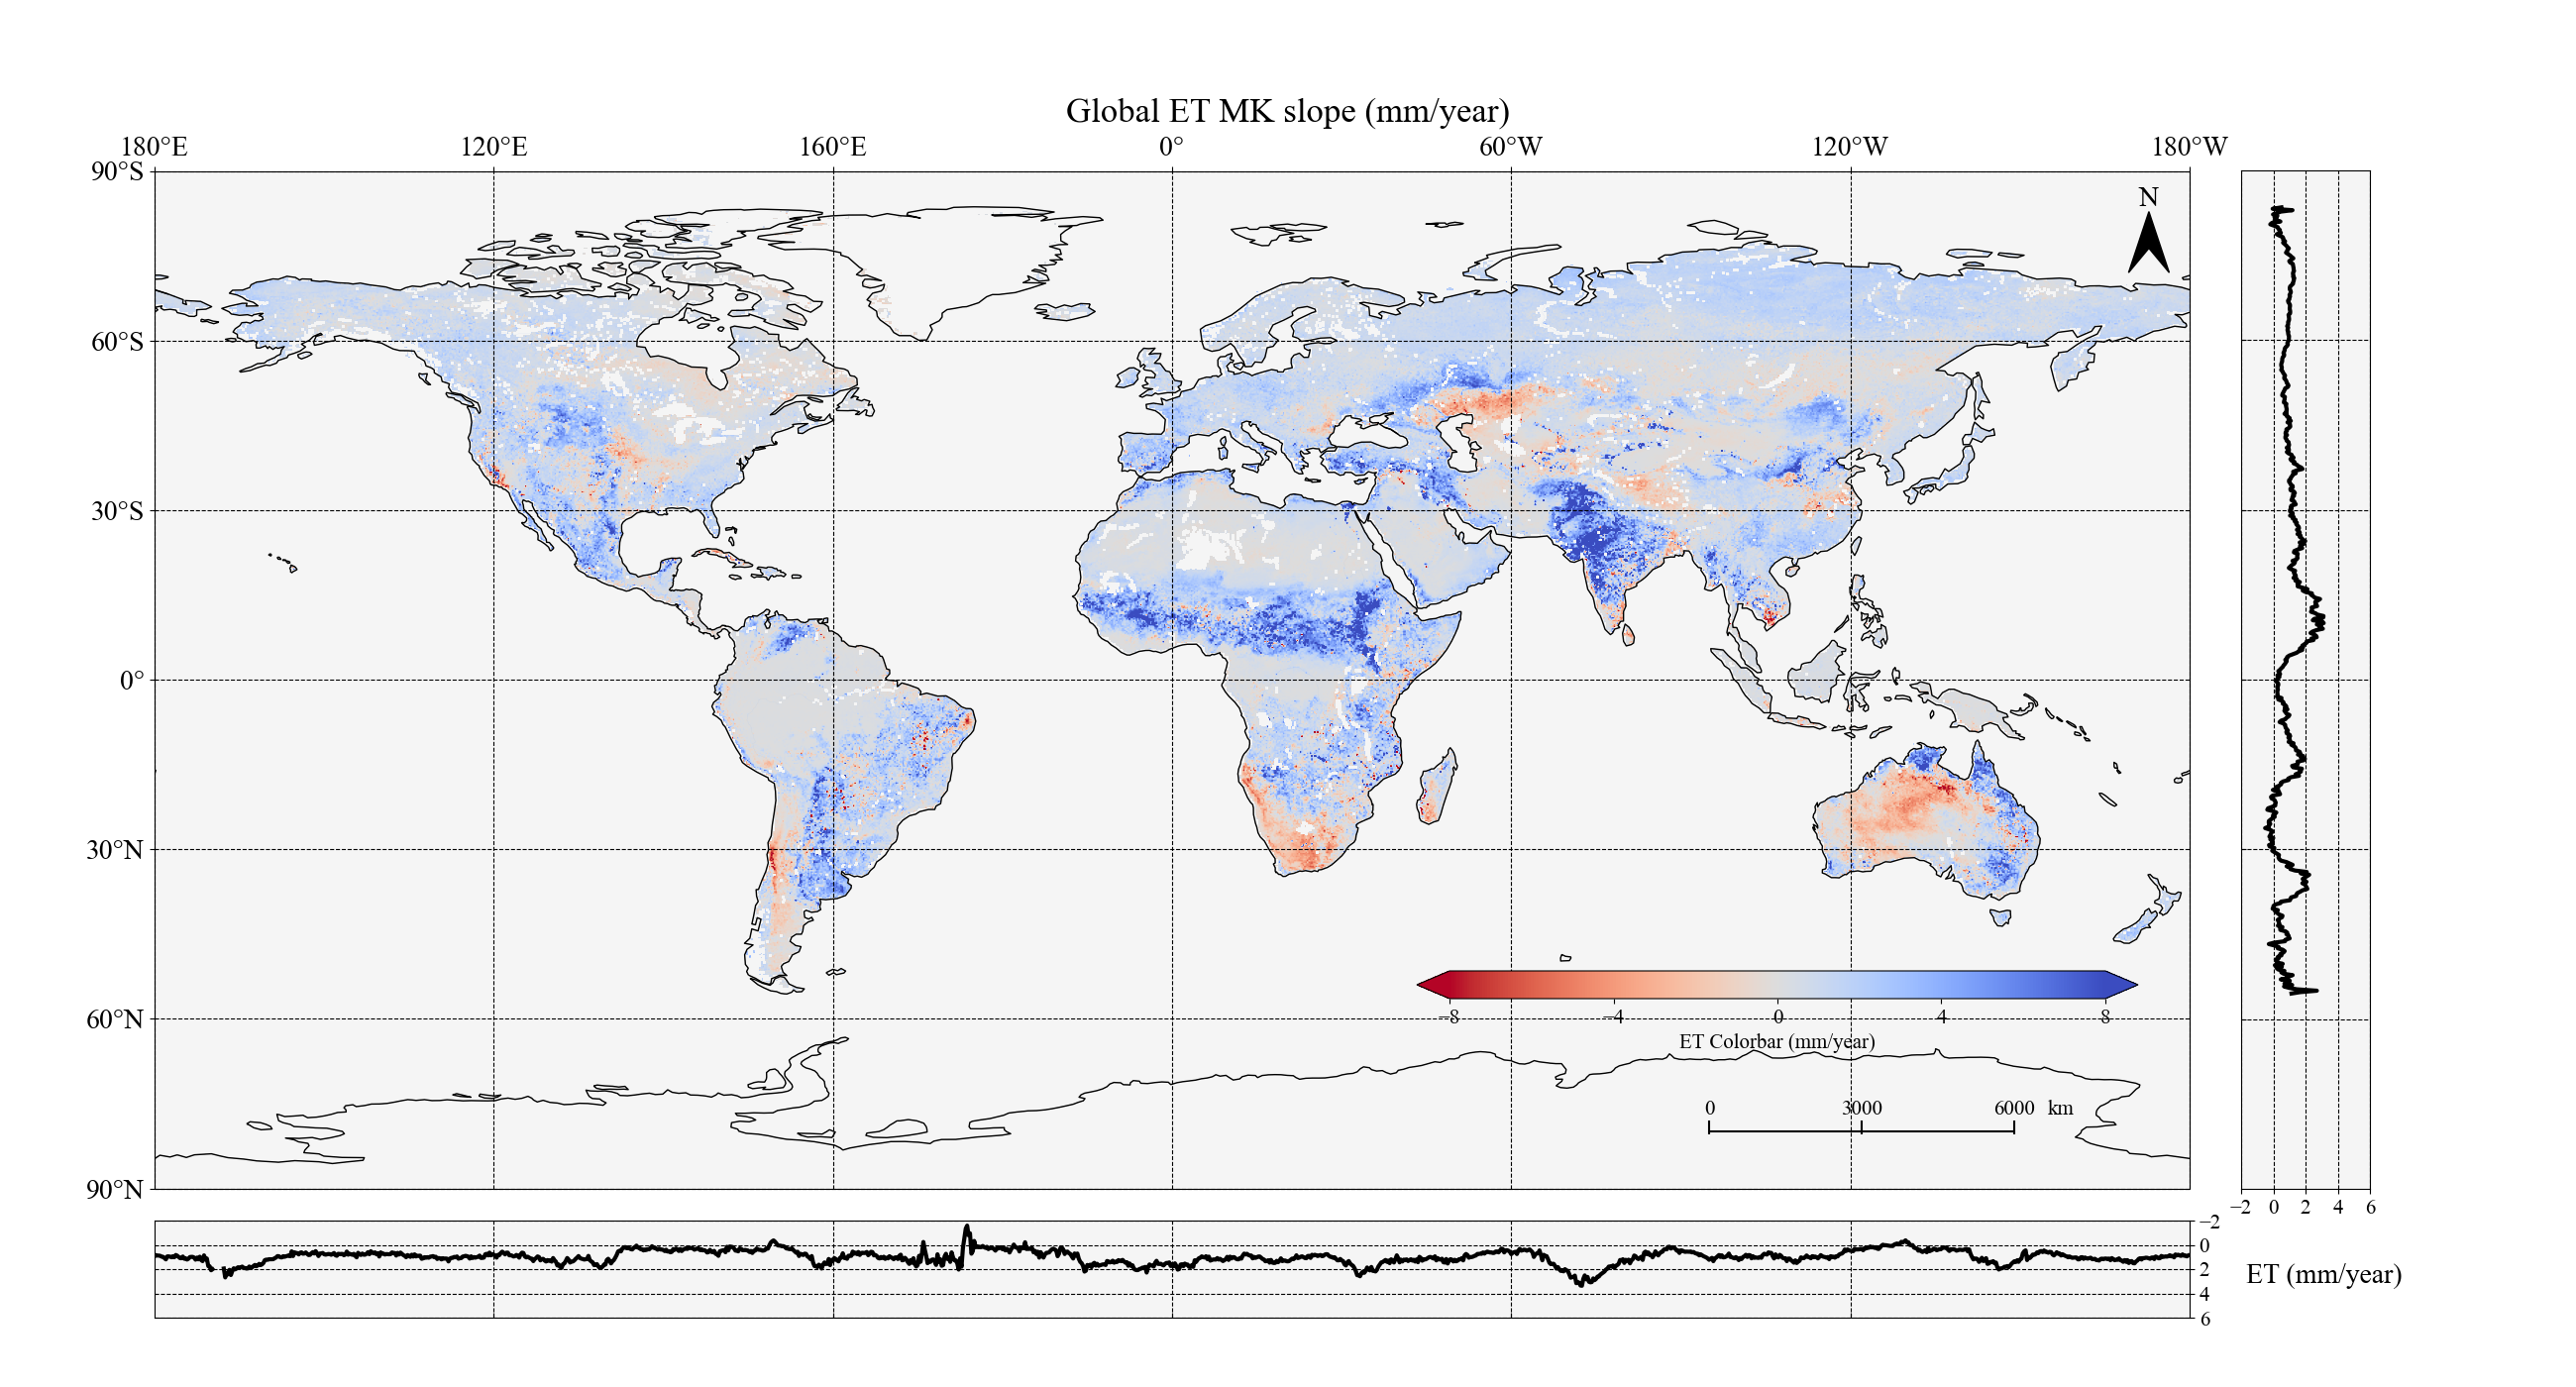 Global ET MK slope (mm/year)
180°E 120°E 160°E 0° 60°W 120°W 180°W
90°S
N
60°S
30°S
0°
30°N
60°N
90°N
−8 −4 0 4 8
ET Colorbar (mm/year)
0 3000 6000 km
−2 0 2 4 6
−2
0
2
4
6
ET (mm/year)